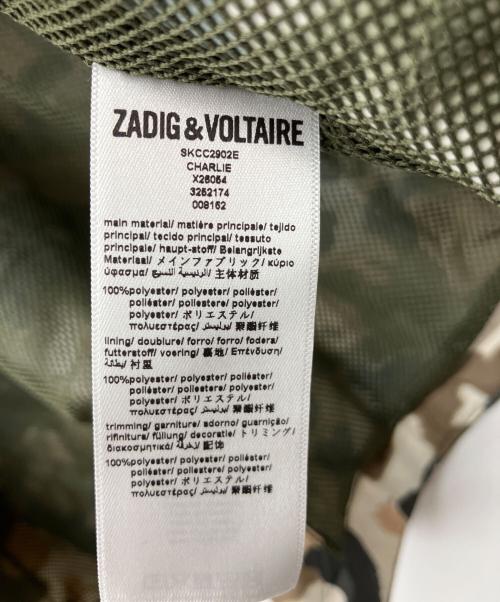 ZADIG & VOLTAIRE
SKCC2902E
CHARLIE
X26054
3252174
008162
main material/ matière principale/ tejido
principal/ tecido principal/ tessuto
principale/ haupt-stoff/ Belangrijkste
Materiaal/ メインファブリック/ κύριο
ύφασμα/ الرئيسية النسيج/ 主体材质
100%polyester/ polyester/ poliéster/
poliéster/ poliestere/ polyester/
polyester/ ポリエステル/
πολυεστέρας/ بوليستر/ 聚酯纤维
lining/ doublure/ forro/ forro/ fodera/
futterstoff/ voering/ 裏地/ Επένδυση/
بطانة/ 衬里
100%polyester/ polyester/ poliéster/
poliéster/ poliestere/ polyester/
polyester/ ポリエステル/
πολυεστέρας/ بوليستر/ 聚酯纤维
trimming/ garniture/ adorno/ guarnição/
rifinitura/ füllung/ decoratie/ トリミング/
διακοσμητικά/ زخرفة/ 配饰
100%polyester/ polyester/ poliéster/
poliéster/ poliestere/ polyester/
polyester/ ポリエステル/
πολυεστέρας/ بوليستر/ 聚酯纤维